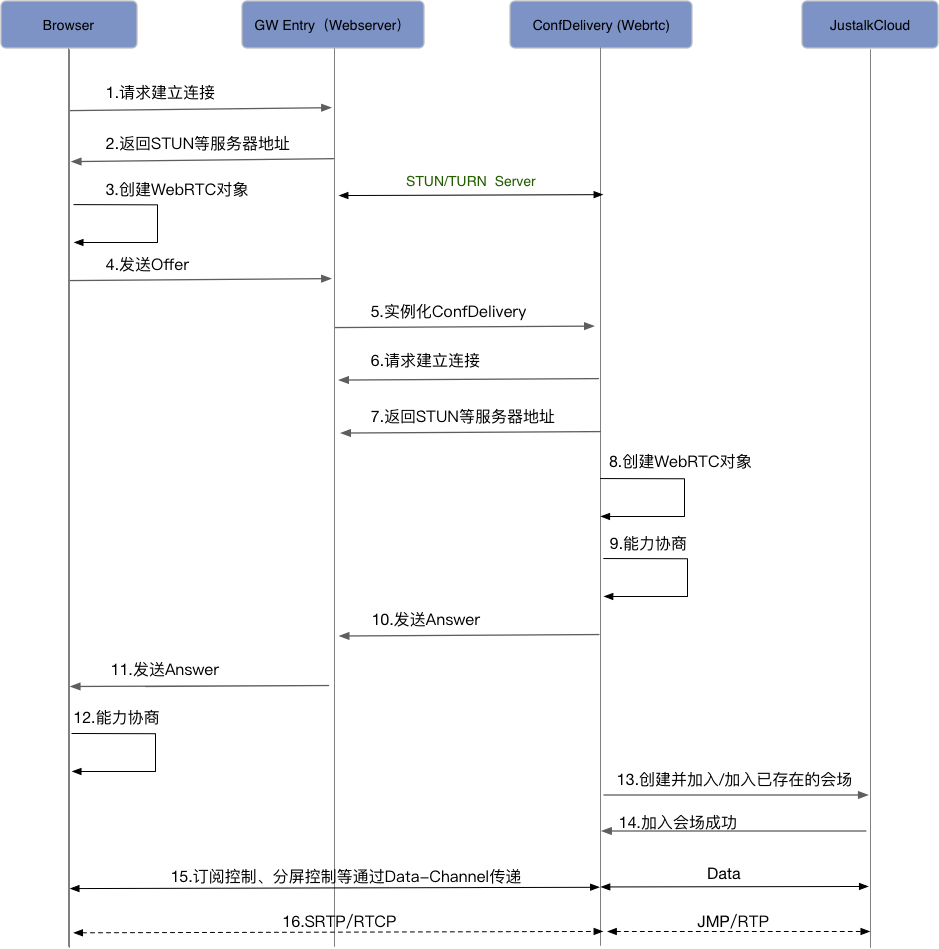 Browser
GW Entry（Webserver）
ConfDelivery (Webrtc)
JustalkCloud
1.请求建立连接
2.返回STUN等服务器地址
STUN/TURN Server
3.创建WebRTC对象
4.发送Offer
5.实例化ConfDelivery
6.请求建立连接
7.返回STUN等服务器地址
8.创建WebRTC对象
9.能力协商
10.发送Answer
11.发送Answer
12.能力协商
13.创建并加入/加入已存在的会场
14.加入会场成功
15.订阅控制、分屏控制等通过Data-Channel传递
Data
16.SRTP/RTCP
JMP/RTP